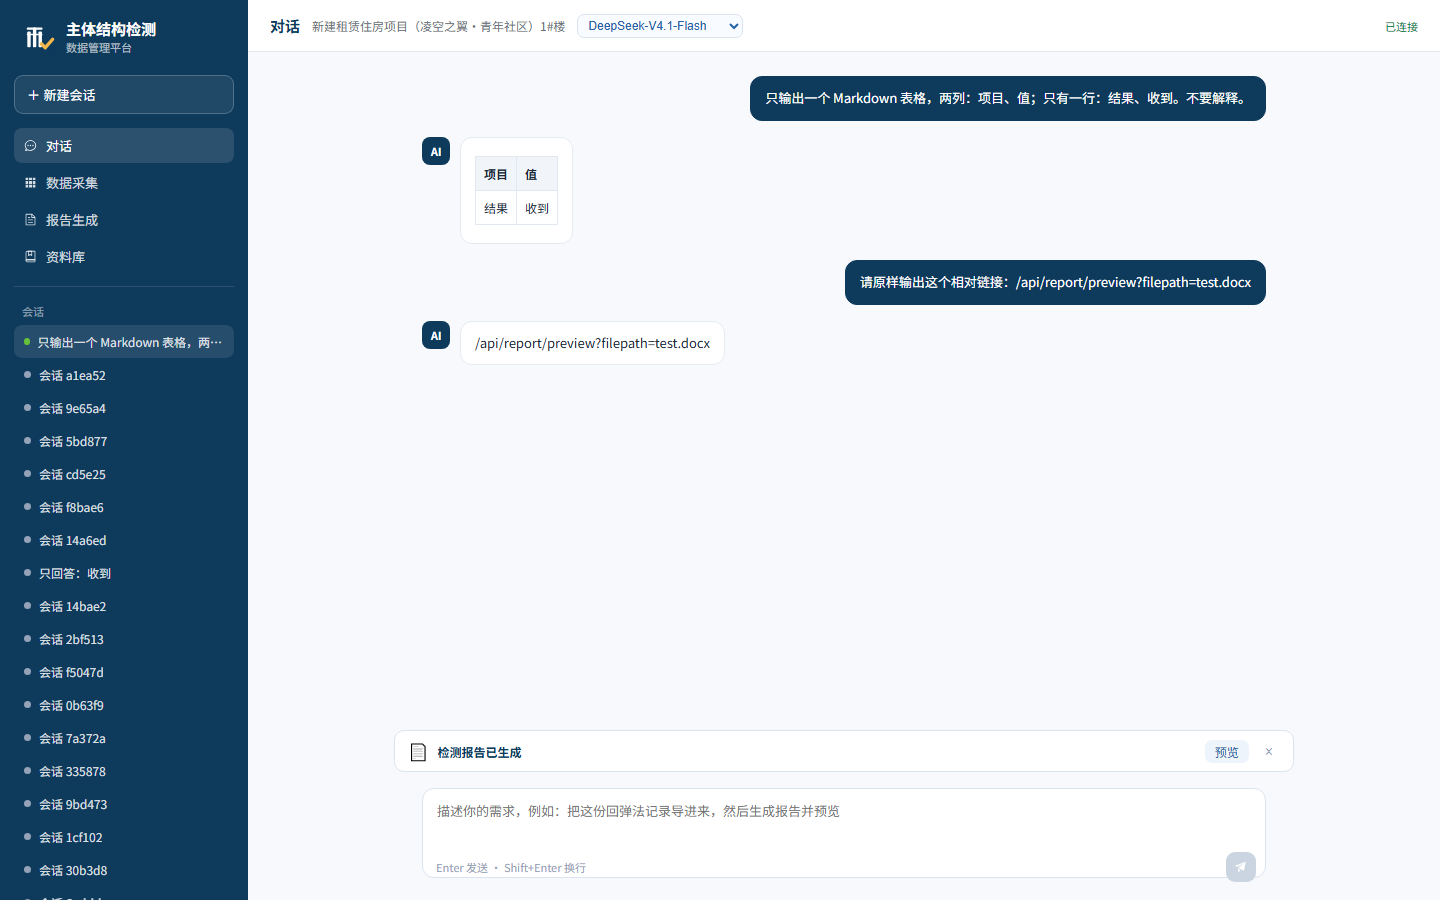 主体结构检测
数据管理平台
+ 新建会话
对话
数据采集
报告生成
资料库
会话
只输出一个 Markdown 表格，两…
会话 a1ea52
会话 9e65a4
会话 5bd877
会话 cd5e25
会话 f8bae6
会话 14a6ed
只回答：收到
会话 14bae2
会话 2bf513
会话 f5047d
会话 0b63f9
会话 7a372a
会话 335878
会话 9bd473
会话 1cf102
会话 30b3d8
对话 新建租赁住房项目（凌空之翼・青年社区）1#楼 DeepSeek-V4.1-Flash 已连接
只输出一个 Markdown 表格，两列：项目、值；只有一行：结果、收到。不要解释。
AI
项目 值
结果 收到
请原样输出这个相对链接：/api/report/preview?filepath=test.docx
AI
/api/report/preview?filepath=test.docx
检测报告已生成 预览 ×
描述你的需求，例如：把这份回弹法记录导进来，然后生成报告并预览
Enter 发送 · Shift+Enter 换行